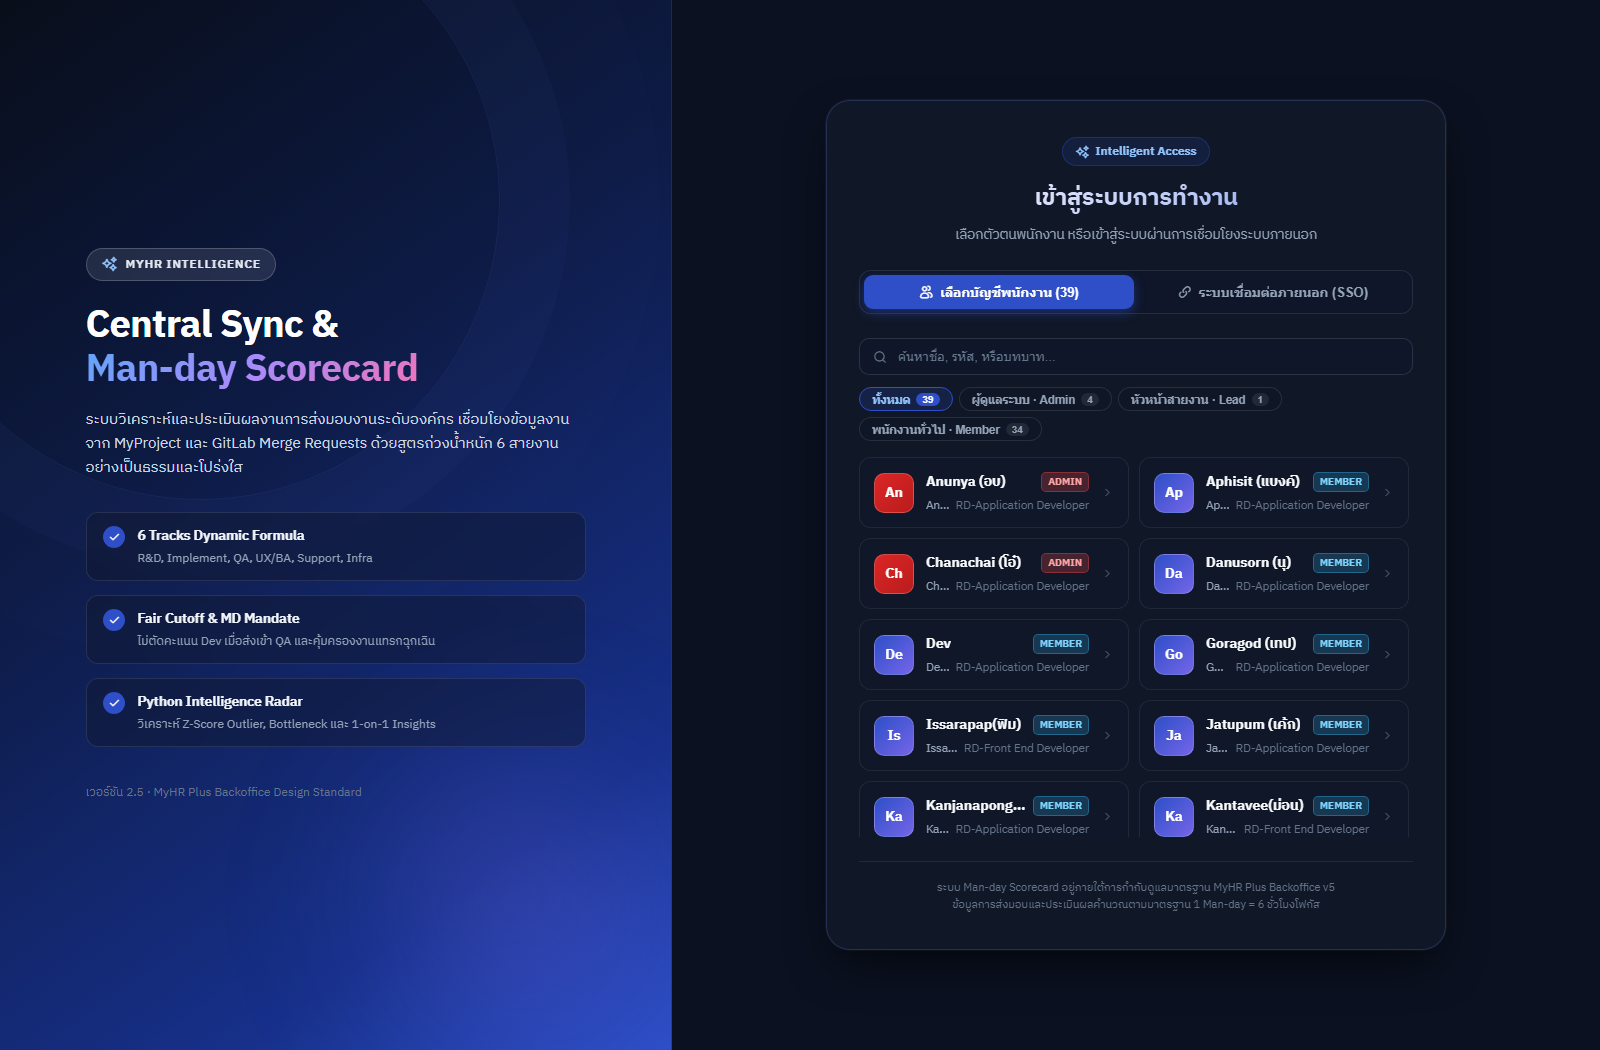 MYHR INTELLIGENCE
Central Sync &
Man-day Scorecard
ระบบวิเคราะห์และประเมินผลงานการส่งมอบงานระดับองค์กร เชื่อมโยงข้อมูลงาน
จาก MyProject และ GitLab Merge Requests ด้วยสูตรถ่วงน้ำหนัก 6 สายงาน
อย่างเป็นธรรมและโปร่งใส
6 Tracks Dynamic Formula
R&D, Implement, QA, UX/BA, Support, Infra
Fair Cutoff & MD Mandate
ไม่ตัดคะแนน Dev เมื่อส่งเข้า QA และคุ้มครองงานแทรกฉุกเฉิน
Python Intelligence Radar
วิเคราะห์ Z-Score Outlier, Bottleneck และ 1-on-1 Insights
เวอร์ชัน 2.5 · MyHR Plus Backoffice Design Standard
Intelligent Access
เข้าสู่ระบบการทำงาน
เลือกตัวตนพนักงาน หรือเข้าสู่ระบบผ่านการเชื่อมโยงระบบภายนอก
เลือกบัญชีพนักงาน (39)
ระบบเชื่อมต่อภายนอก (SSO)
ค้นหาชื่อ, รหัส, หรือบทบาท...
ทั้งหมด 39
ผู้ดูแลระบบ · Admin 4
หัวหน้าสายงาน · Lead 1
พนักงานทั่วไป · Member 34
An
Anunya (อบ) ADMIN
An... RD-Application Developer
Ap
Aphisit (แบงค์) MEMBER
Ap... RD-Application Developer
Ch
Chanachai (โอ๋) ADMIN
Ch... RD-Application Developer
Da
Danusorn (นุ) MEMBER
Da... RD-Application Developer
De
Dev MEMBER
De... RD-Application Developer
Go
Goragod (เทป) MEMBER
G... RD-Application Developer
Is
Issarapap(ฟิม) MEMBER
Issa... RD-Front End Developer
Ja
Jatupum (เค้ก) MEMBER
Ja... RD-Application Developer
Ka
Kanjanapong... MEMBER
Ka... RD-Application Developer
Ka
Kantavee(ม่อน) MEMBER
Kan... RD-Front End Developer
ระบบ Man-day Scorecard อยู่ภายใต้การกำกับดูแลมาตรฐาน MyHR Plus Backoffice v5
ข้อมูลการส่งมอบและประเมินผลคำนวณตามมาตรฐาน 1 Man-day = 6 ชั่วโมงโฟกัส